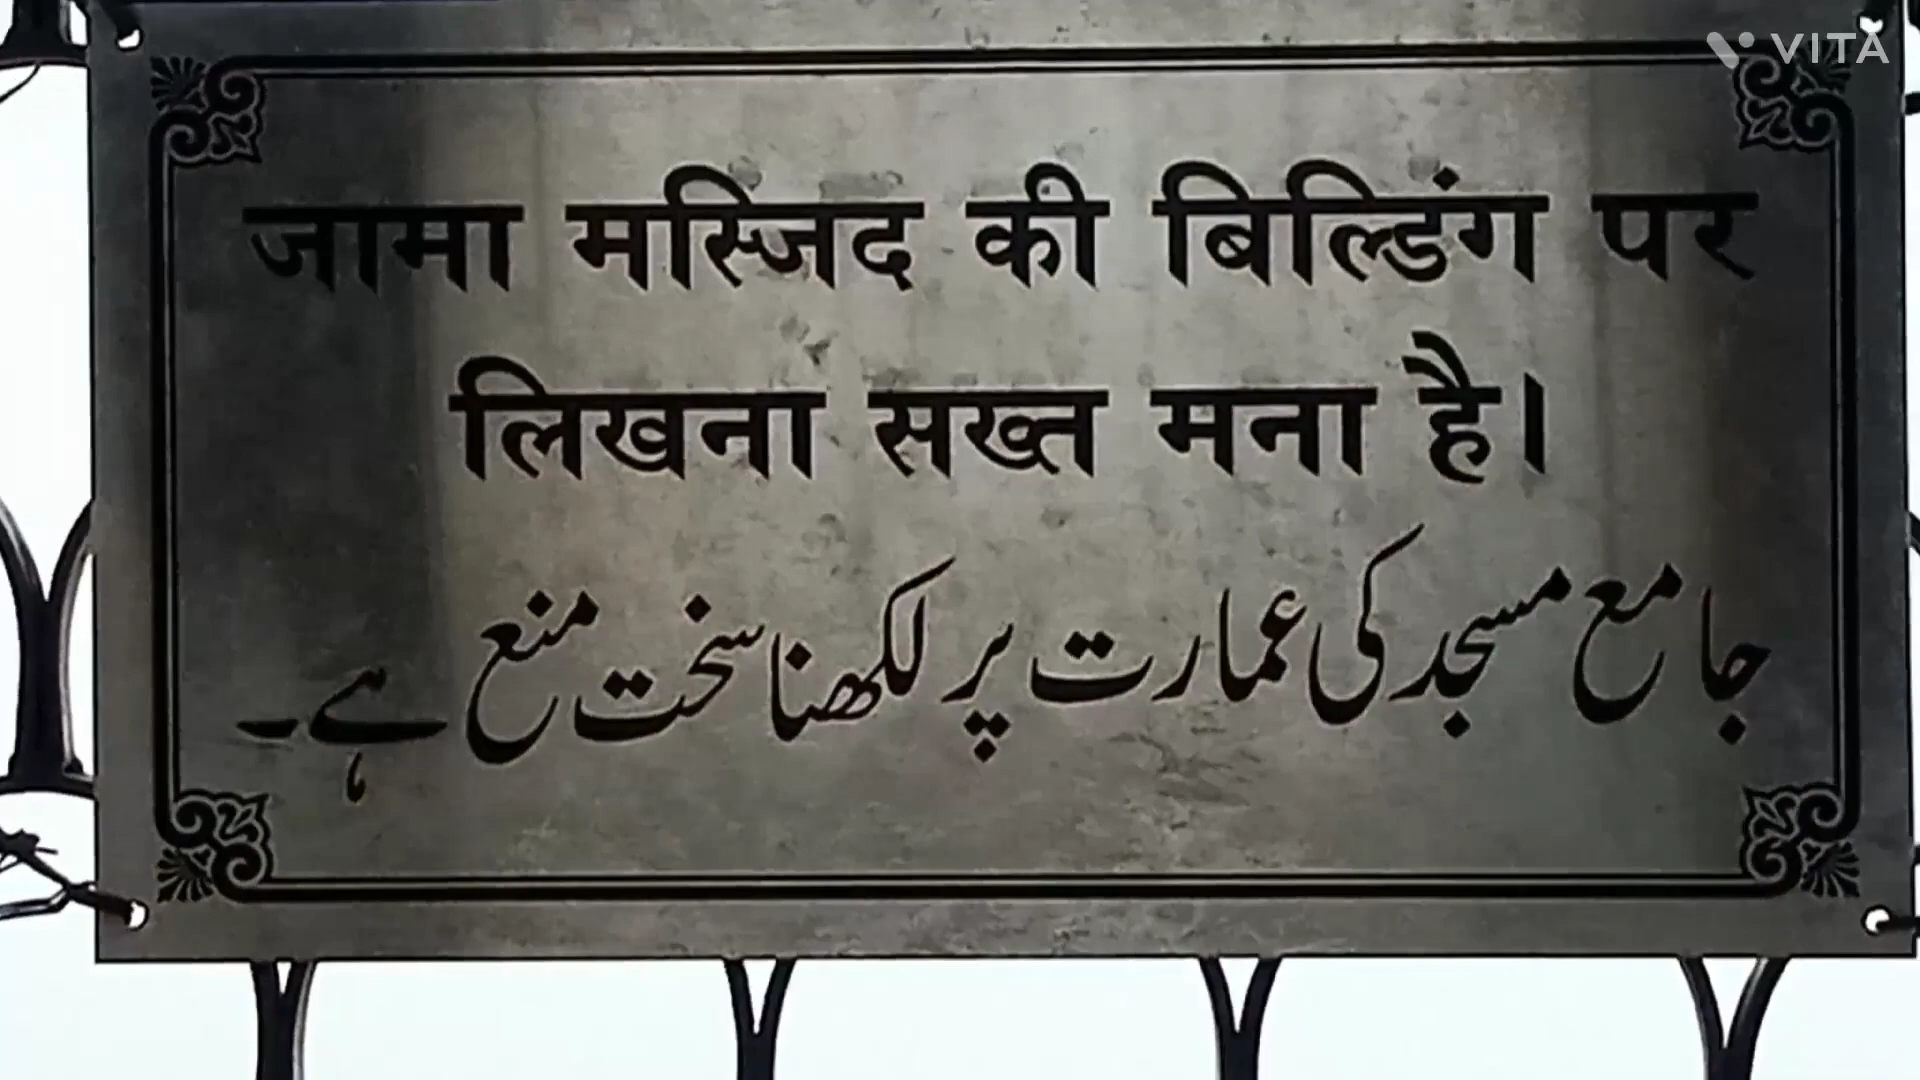 VITA
जामा मस्जिद की बिल्डिंग पर
लिखना सख्त मना है।
جامع مسجد کی عمارت پر لکھنا سخت منع ہے۔